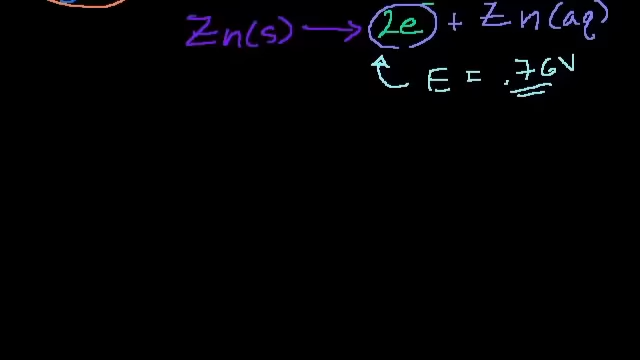 Zn(s) → 2e⁻ + Zn(aq)
E = .76V